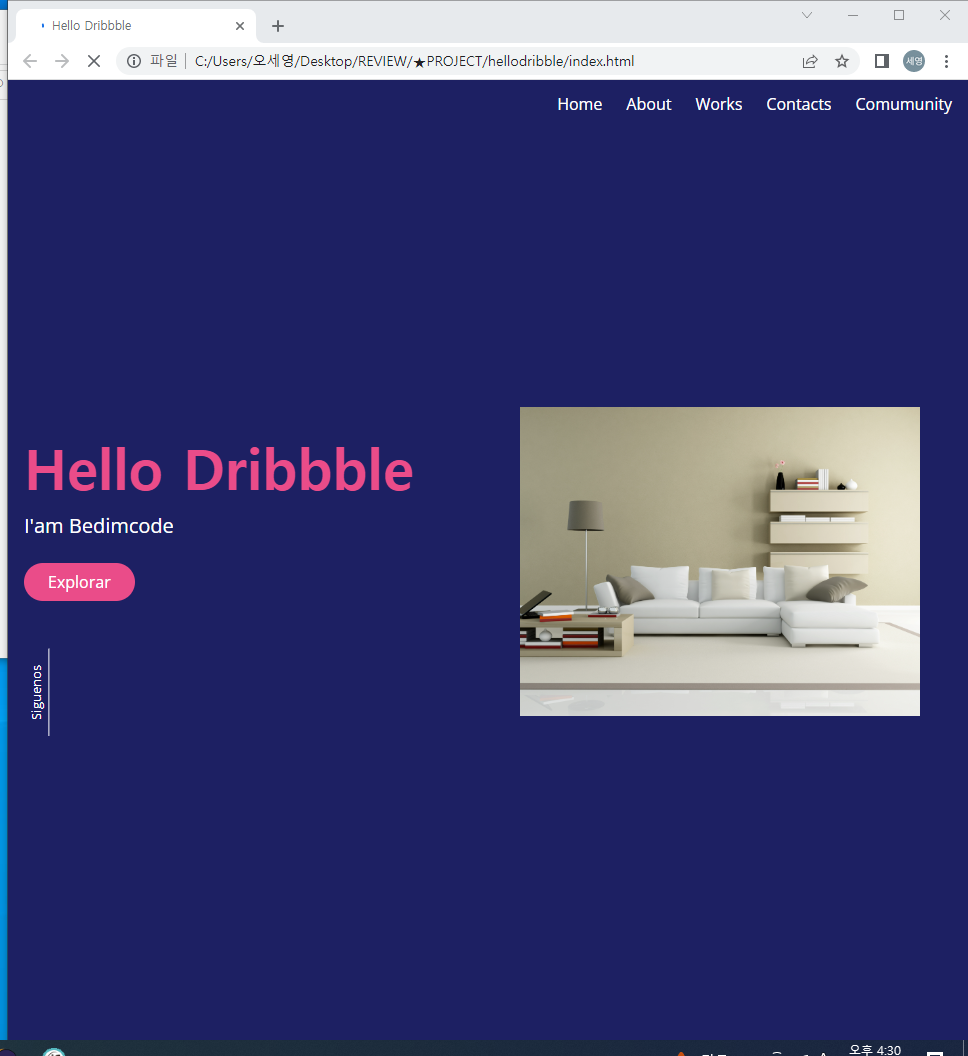 Hello Dribbble
파일
C:/Users/오세영/Desktop/REVIEW/★PROJECT/hellodribble/index.html
세영
Home About Works Contacts Comumunity
Hello Dribbble
I'am Bedimcode
Explorar
Siguenos
오후 4:30